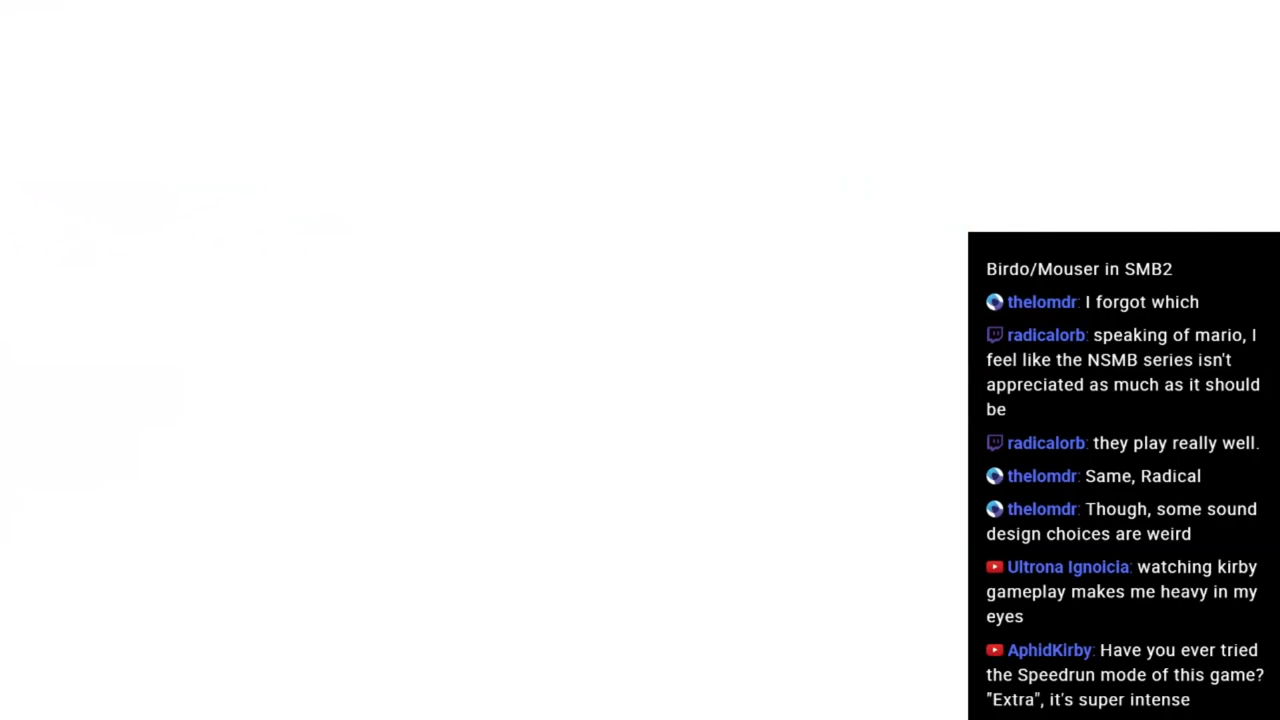 Birdo/Mouser in SMB2
thelomdr: I forgot which
radicalorb: speaking of mario, I
feel like the NSMB series isn't
appreciated as much as it should
be
radicalorb: they play really well.
thelomdr: Same, Radical
thelomdr: Though, some sound
design choices are weird
Ultrona Ignoicia: watching kirby
gameplay makes me heavy in my
eyes
AphidKirby: Have you ever tried
the Speedrun mode of this game?
"Extra", it's super intense